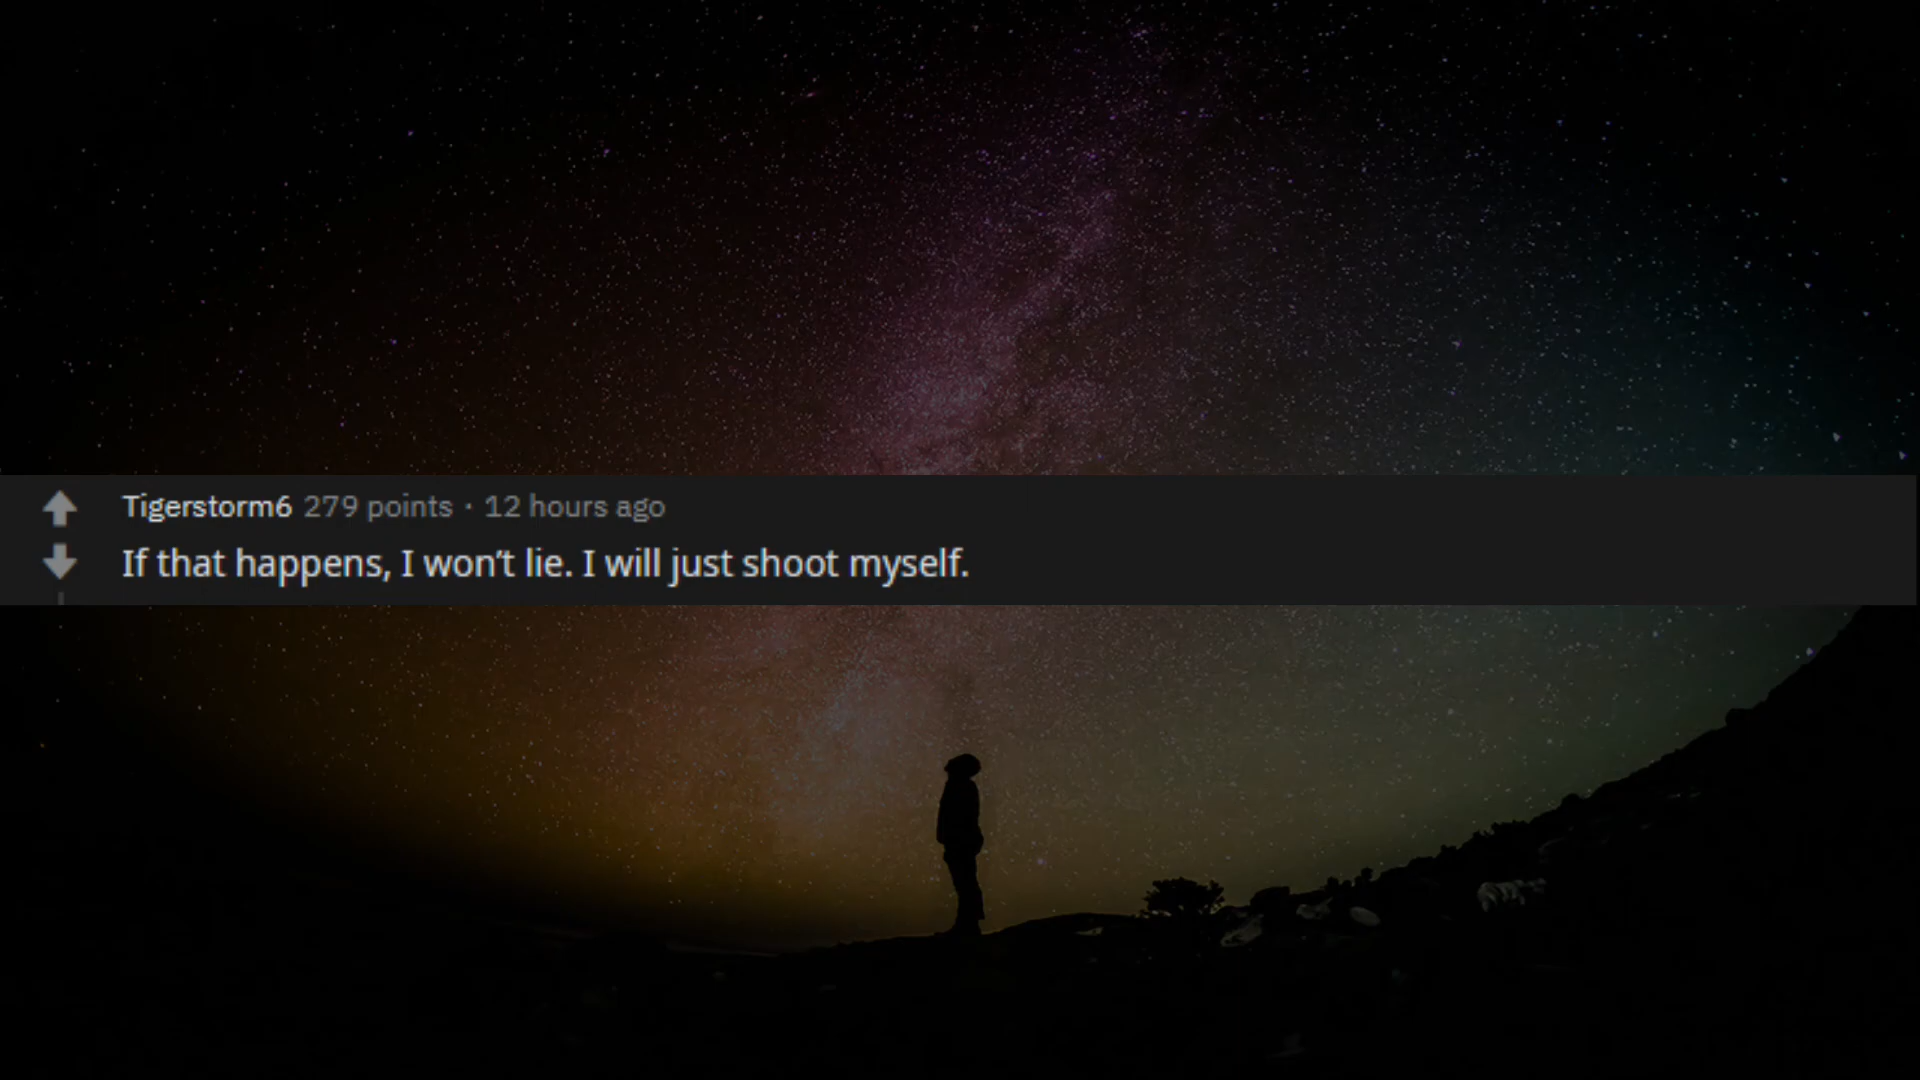 Tigerstorm6 279 points · 12 hours ago
If that happens, I won't lie. I will just shoot myself.